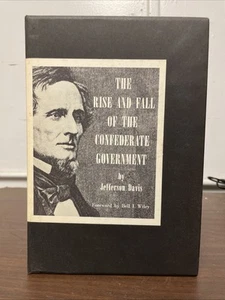 THE
RISE AND FALL
OF THE
CONFEDERATE
GOVERNMENT
by
Jefferson Davis
Foreword by Bell I. Wiley